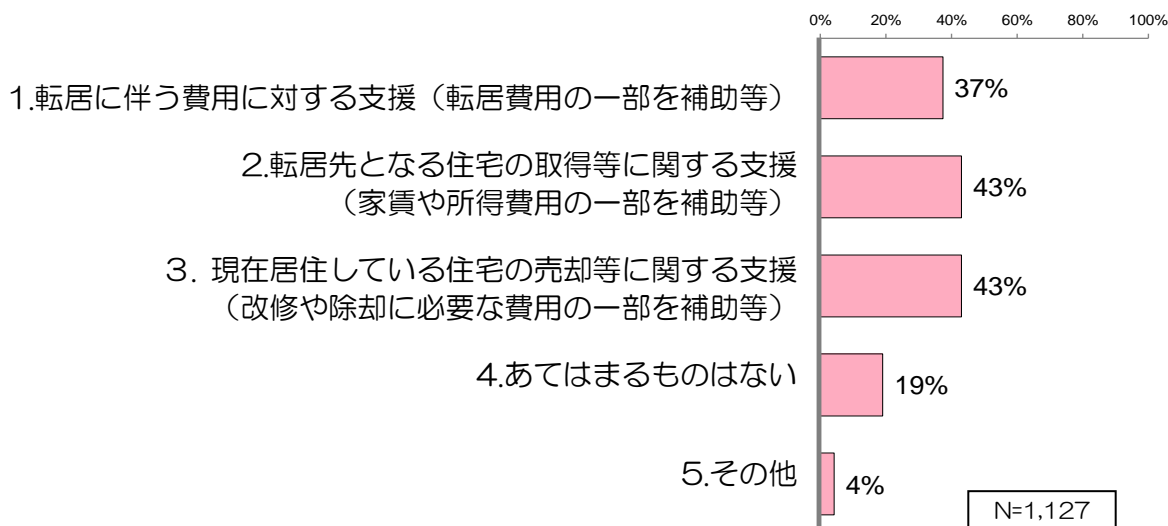 0% 20% 40% 60% 80% 100%
1.転居に伴う費用に対する支援（転居費用の一部を補助等）
37%
2.転居先となる住宅の取得等に関する支援
（家賃や所得費用の一部を補助等）
43%
3. 現在居住している住宅の売却等に関する支援
（改修や除却に必要な費用の一部を補助等）
43%
4.あてはまるものはない
19%
5.その他
4%
N=1,127